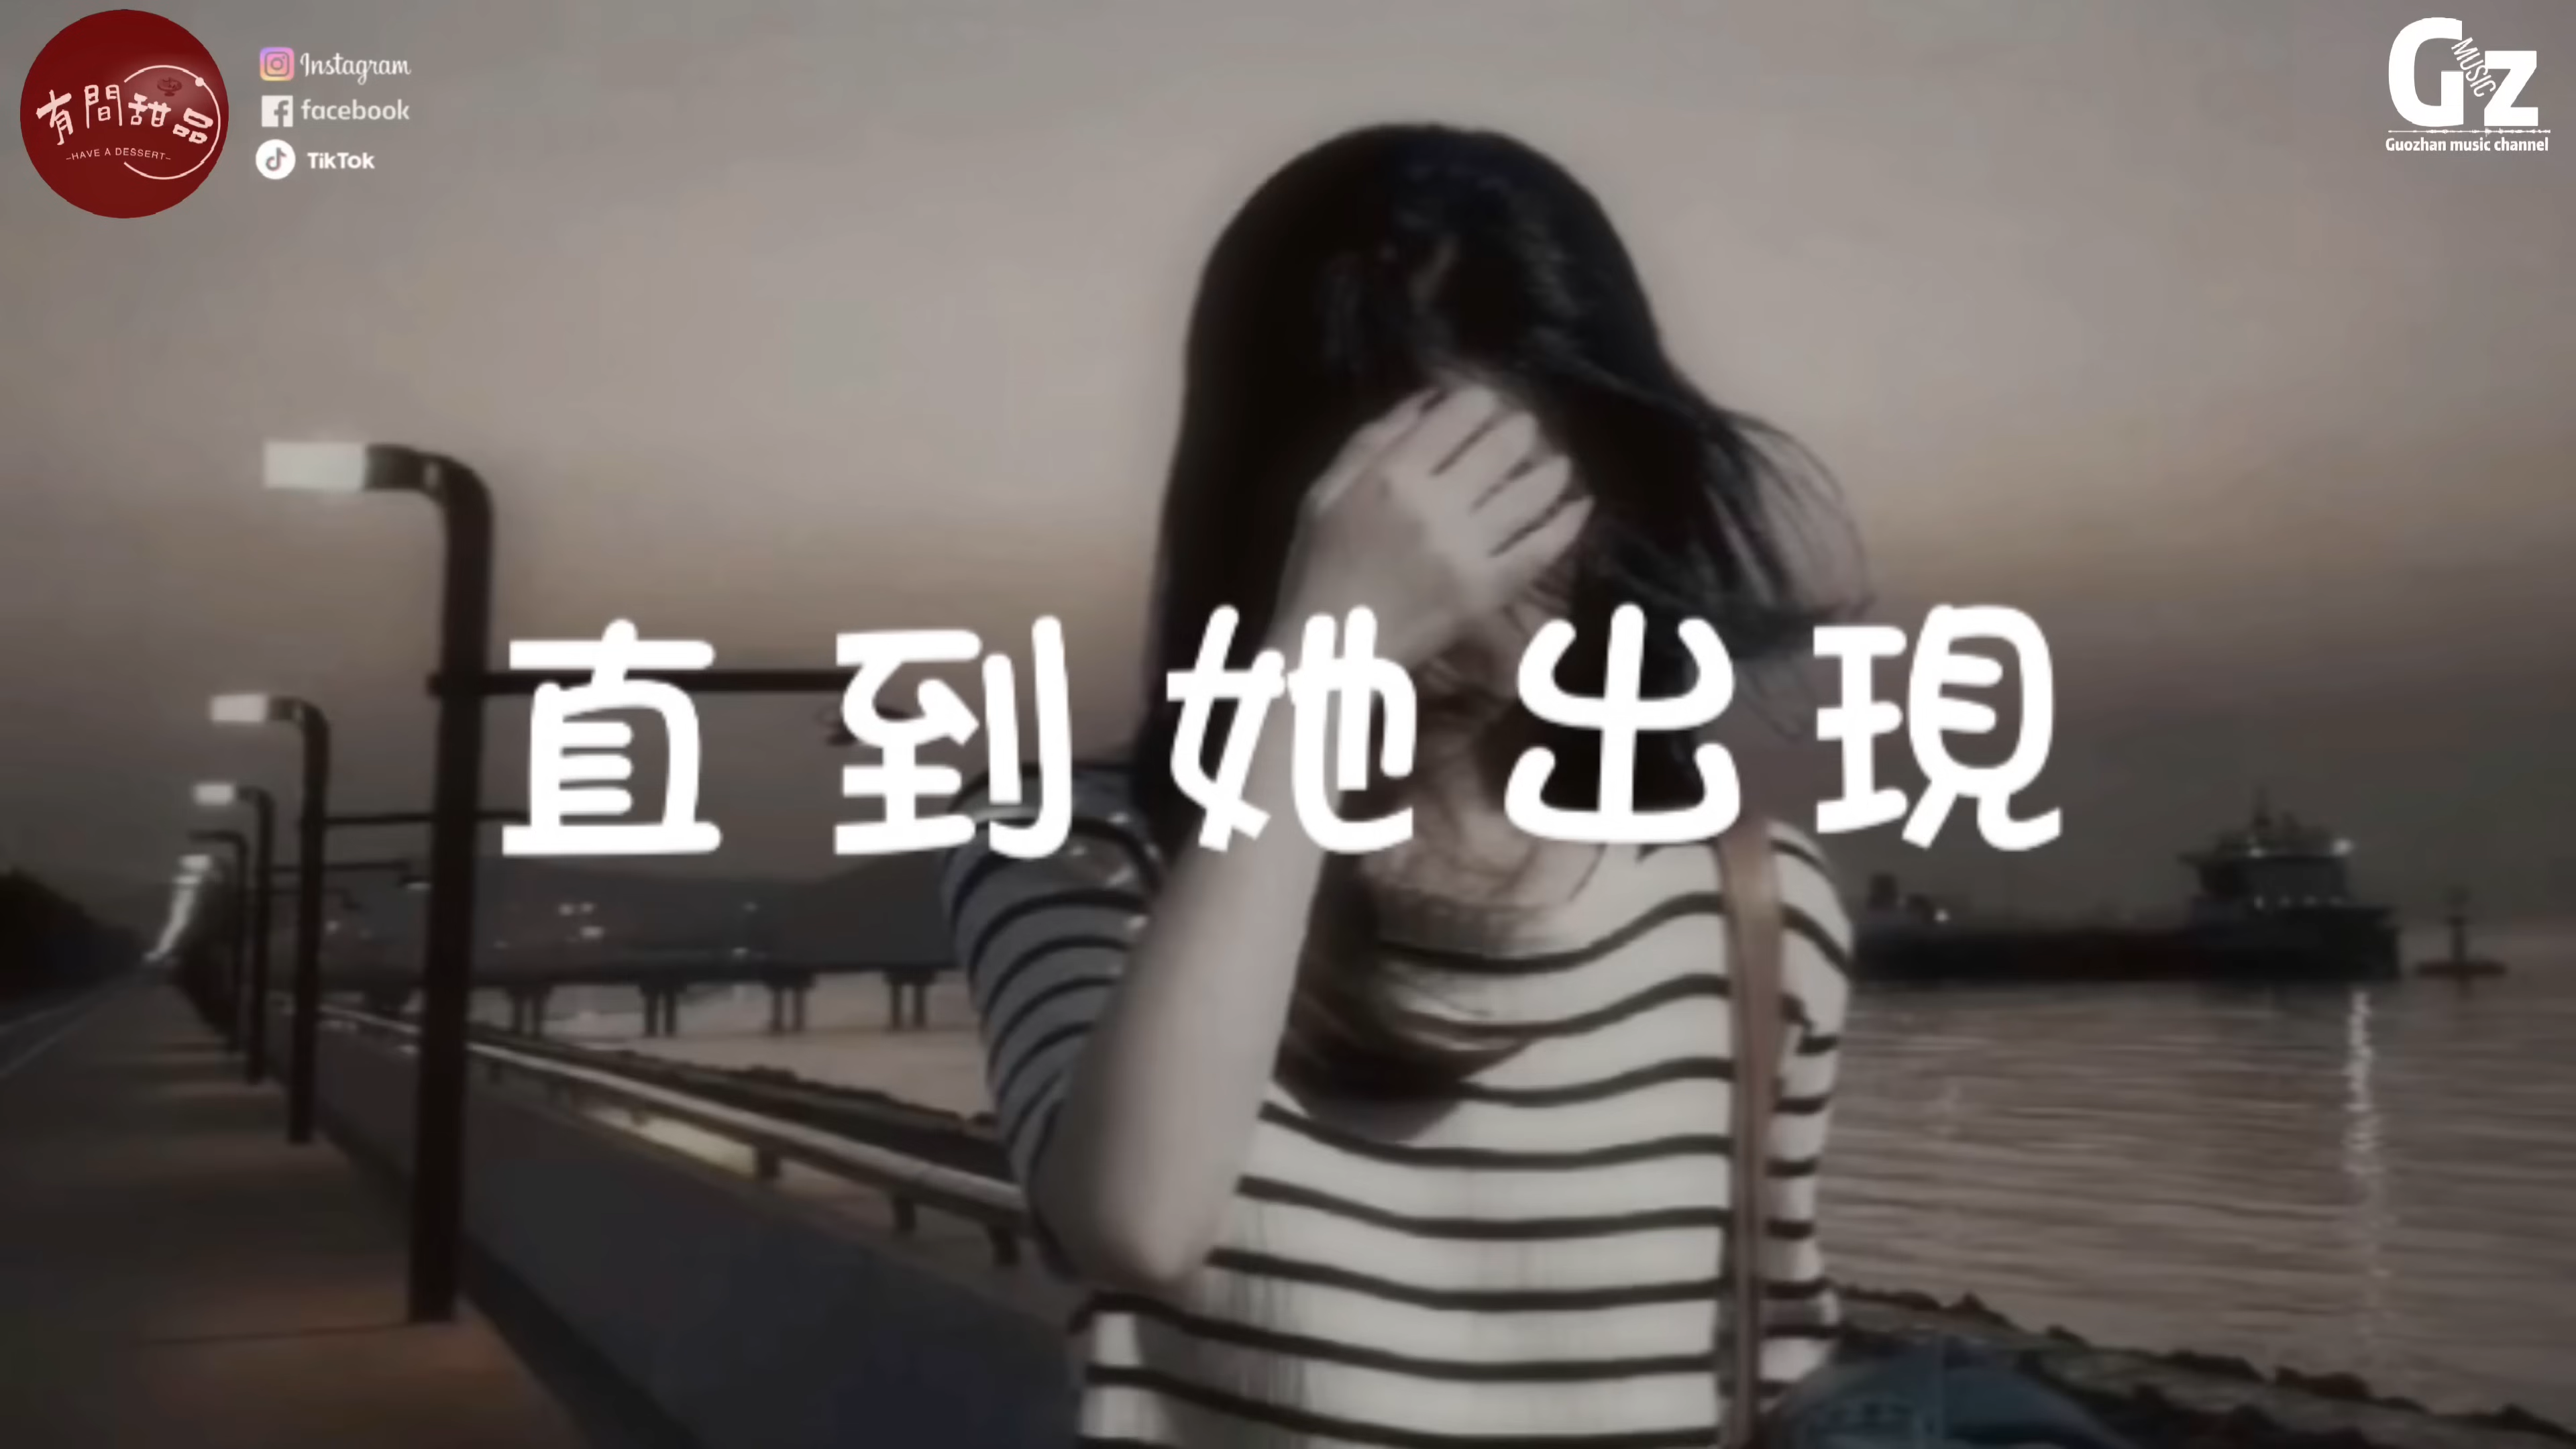 有間甜品
-HAVE A DESSERT-
Instagram
facebook
TikTok
GZ
MUSIC
Guozhan music channel
直到她出現